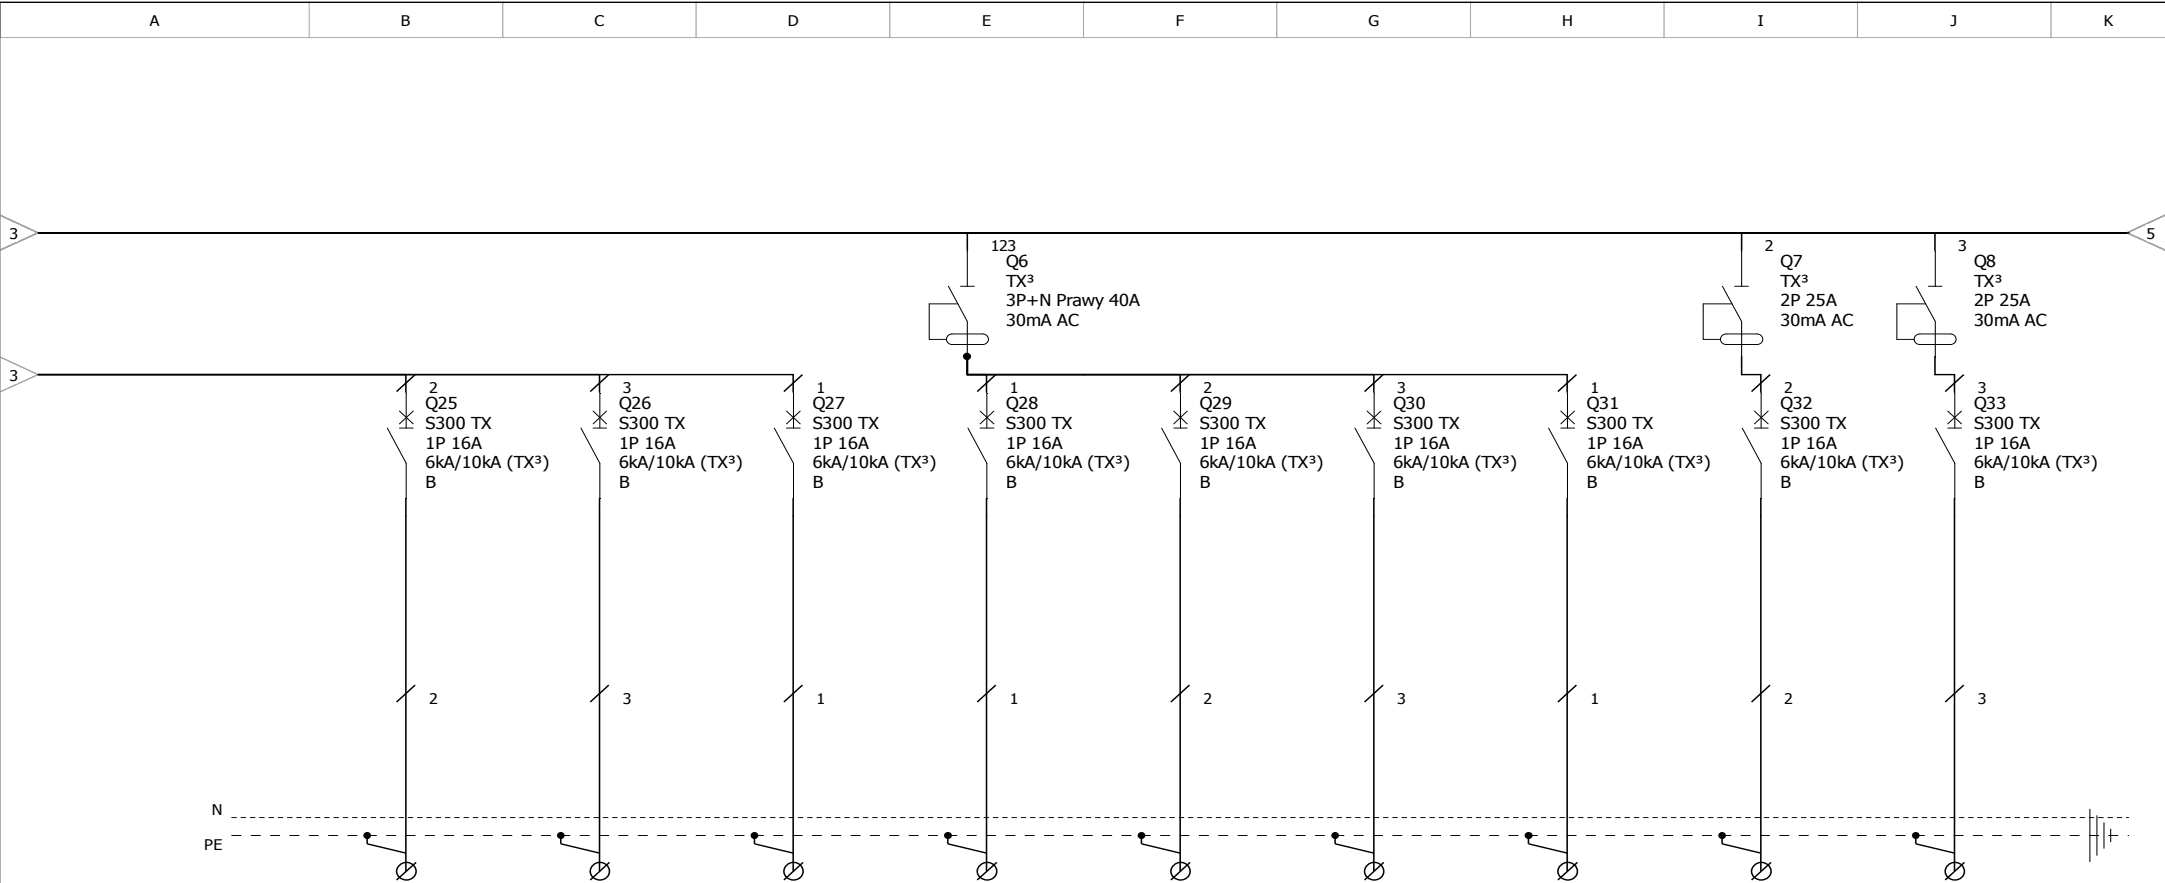 A B C D E F G H I J K
3 5
123
Q6
TX³
3P+N Prawy 40A
30mA AC
2
Q7
TX³
2P 25A
30mA AC
3
Q8
TX³
2P 25A
30mA AC
3
2
Q25
S300 TX
1P 16A
6kA/10kA (TX³)
B
3
Q26
S300 TX
1P 16A
6kA/10kA (TX³)
B
1
Q27
S300 TX
1P 16A
6kA/10kA (TX³)
B
1
Q28
S300 TX
1P 16A
6kA/10kA (TX³)
B
2
Q29
S300 TX
1P 16A
6kA/10kA (TX³)
B
3
Q30
S300 TX
1P 16A
6kA/10kA (TX³)
B
1
Q31
S300 TX
1P 16A
6kA/10kA (TX³)
B
2
Q32
S300 TX
1P 16A
6kA/10kA (TX³)
B
3
Q33
S300 TX
1P 16A
6kA/10kA (TX³)
B
2 3 1 1 2 3 1 2 3
N
PE